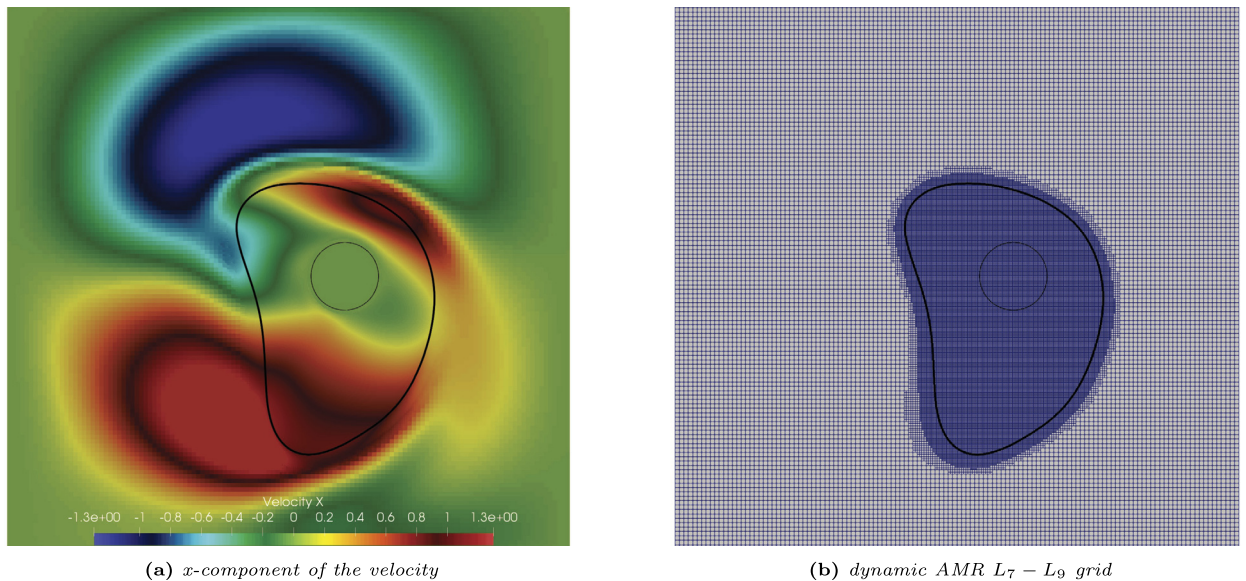 Velocity X
-1.3e+00 -1 -0.8 -0.6 -0.4 -0.2 0 0.2 0.4 0.6 0.8 1 1.3e+00
(a) x-component of the velocity
(b) dynamic AMR L₇ − L₉ grid